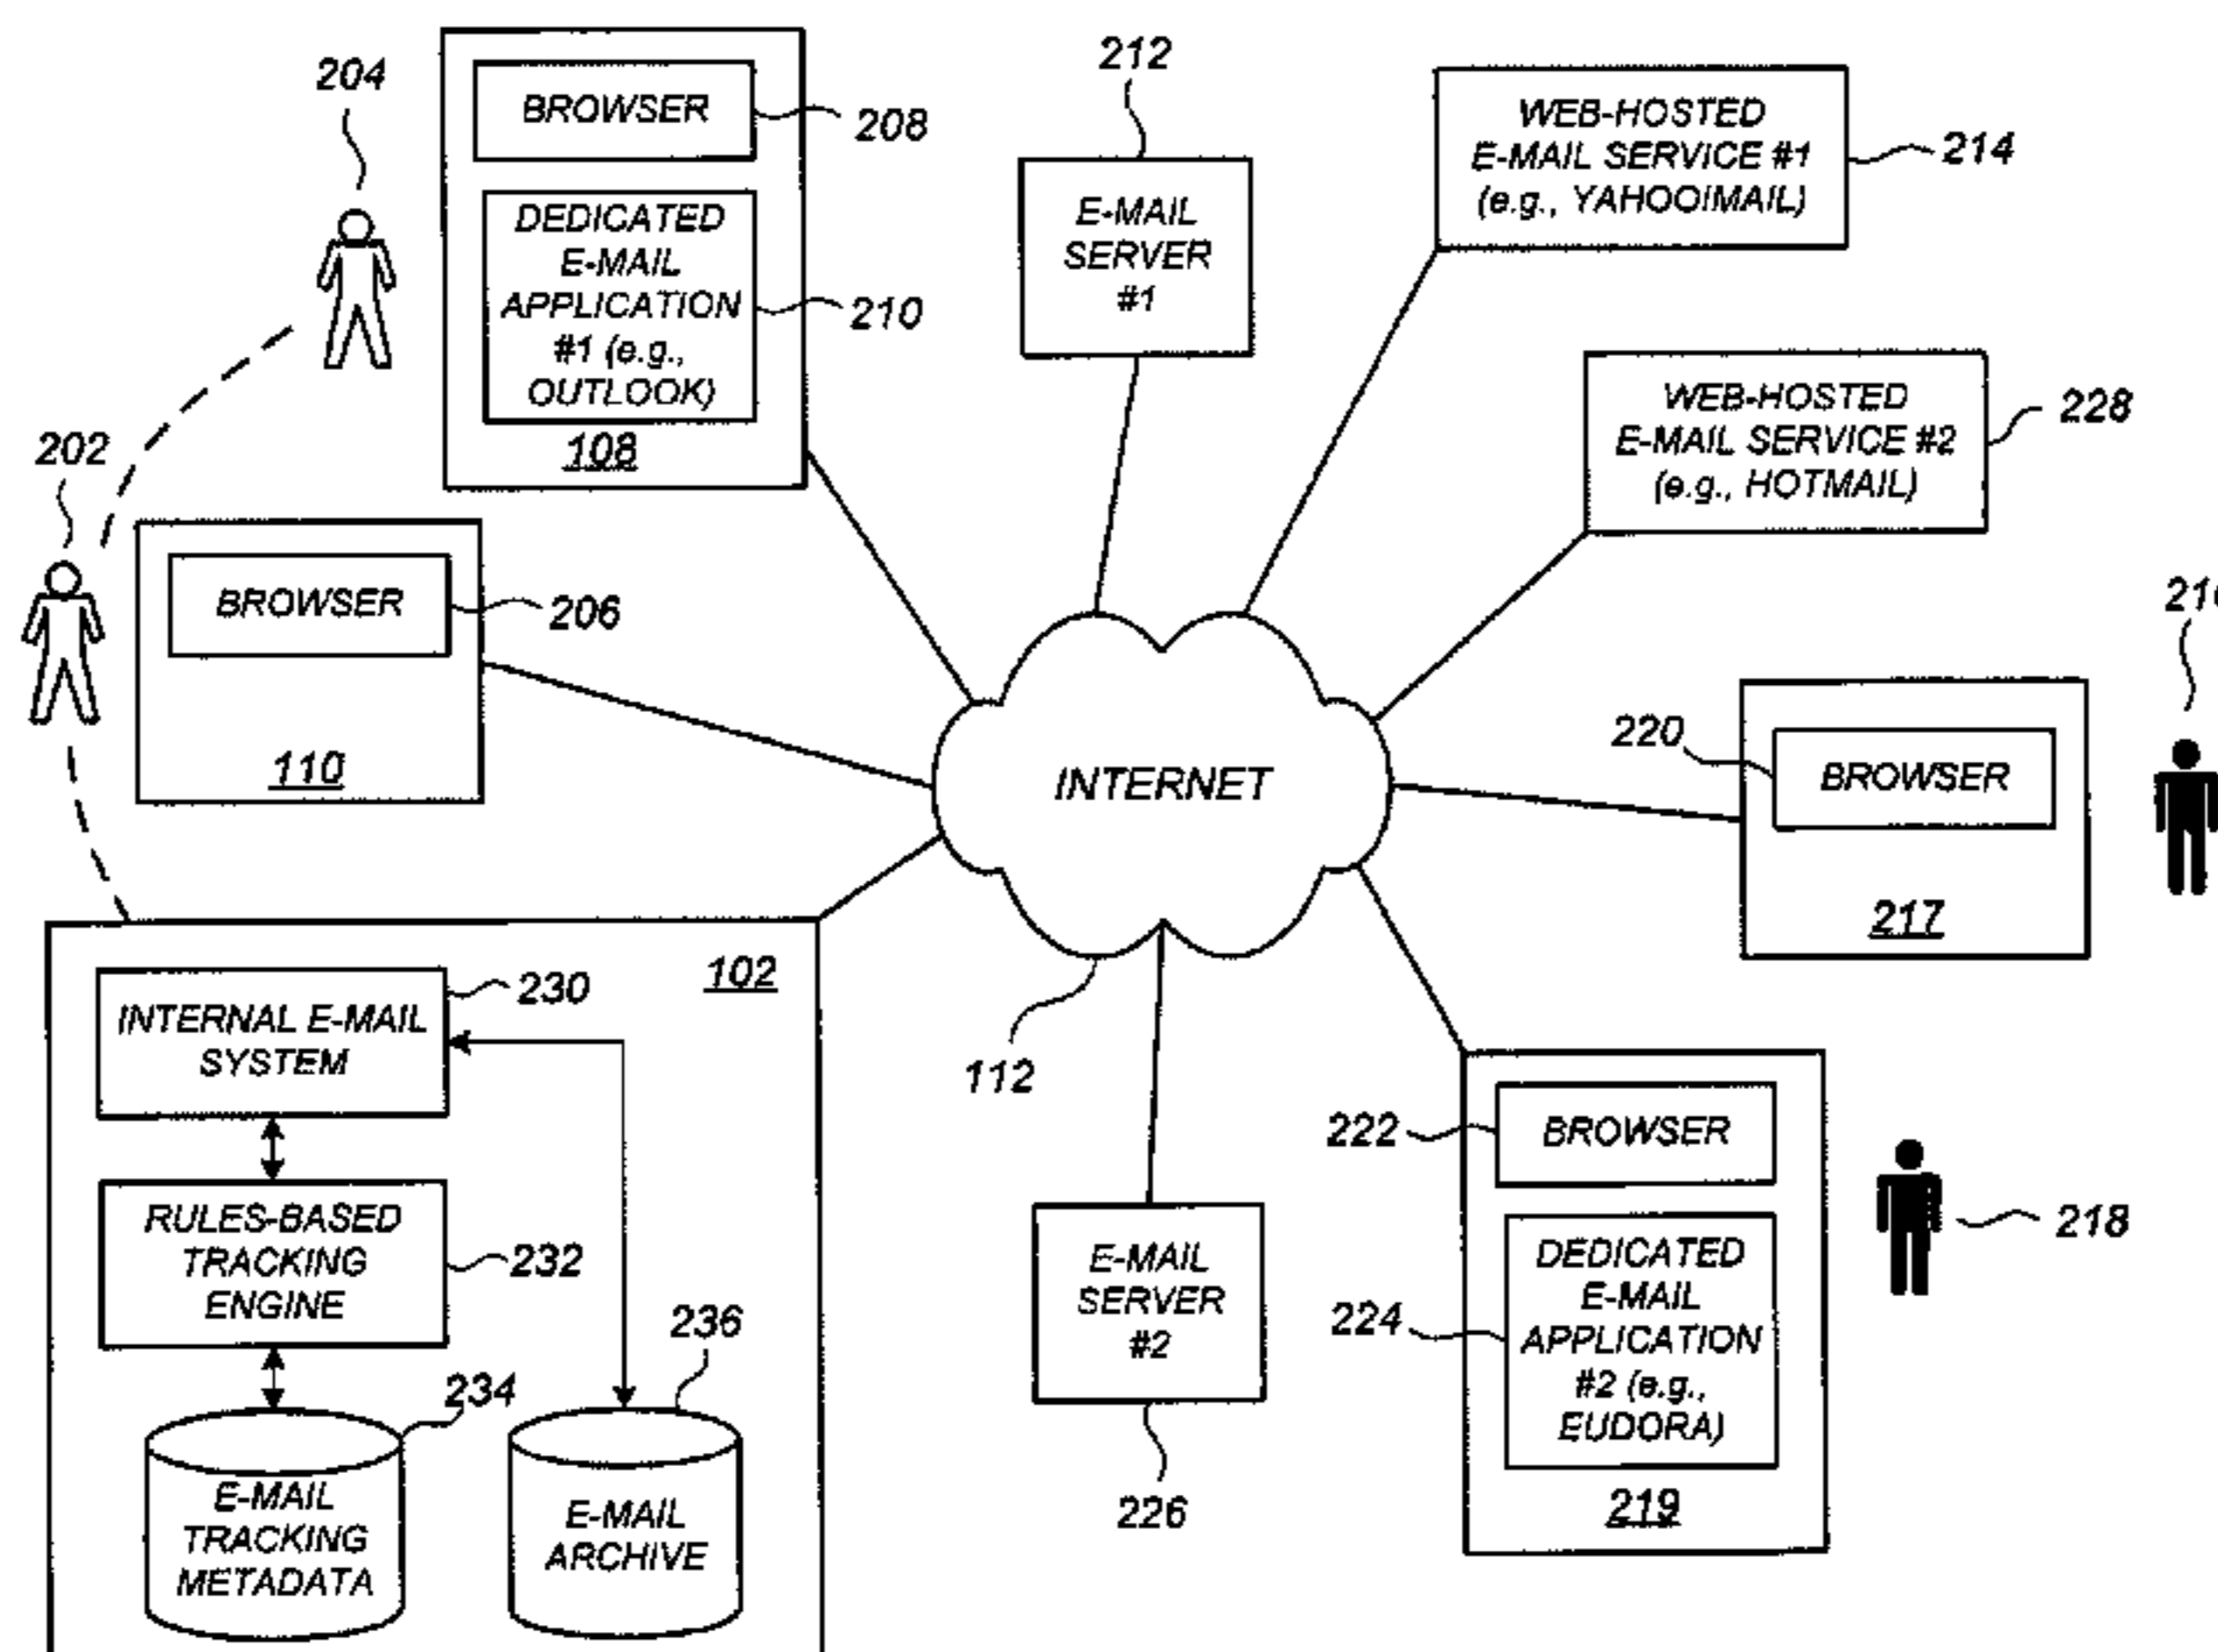 204
BROWSER
208
DEDICATED
E-MAIL
APPLICATION
#1 (e.g.,
OUTLOOK)
210
108
212
E-MAIL
SERVER
#1
WEB-HOSTED
E-MAIL SERVICE #1
(e.g., YAHOO!MAIL)
214
WEB-HOSTED
E-MAIL SERVICE #2
(e.g., HOTMAIL)
228
202
BROWSER
206
110
INTERNET
112
220
BROWSER
217
102
INTERNAL E-MAIL
SYSTEM
230
RULES-BASED
TRACKING
ENGINE
232
234
E-MAIL
TRACKING
METADATA
236
E-MAIL
ARCHIVE
E-MAIL
SERVER
#2
226
222
BROWSER
224
DEDICATED
E-MAIL
APPLICATION
#2 (e.g.,
EUDORA)
219
218